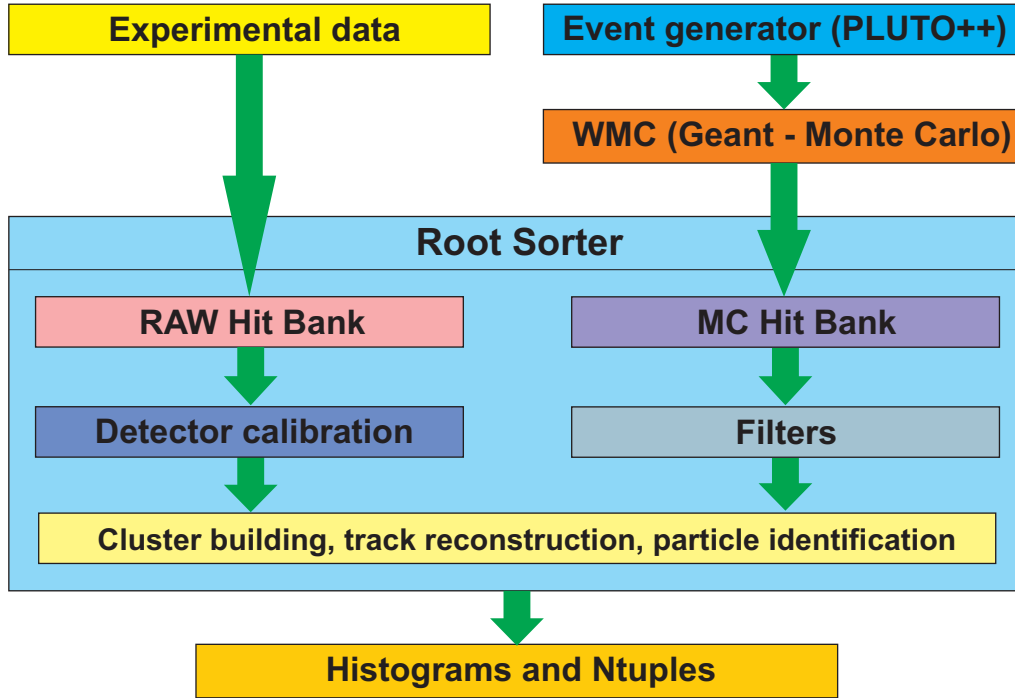 Experimental data
Event generator (PLUTO++)
WMC (Geant - Monte Carlo)
Root Sorter
RAW Hit Bank
MC Hit Bank
Detector calibration
Filters
Cluster building, track reconstruction, particle identification
Histograms and Ntuples